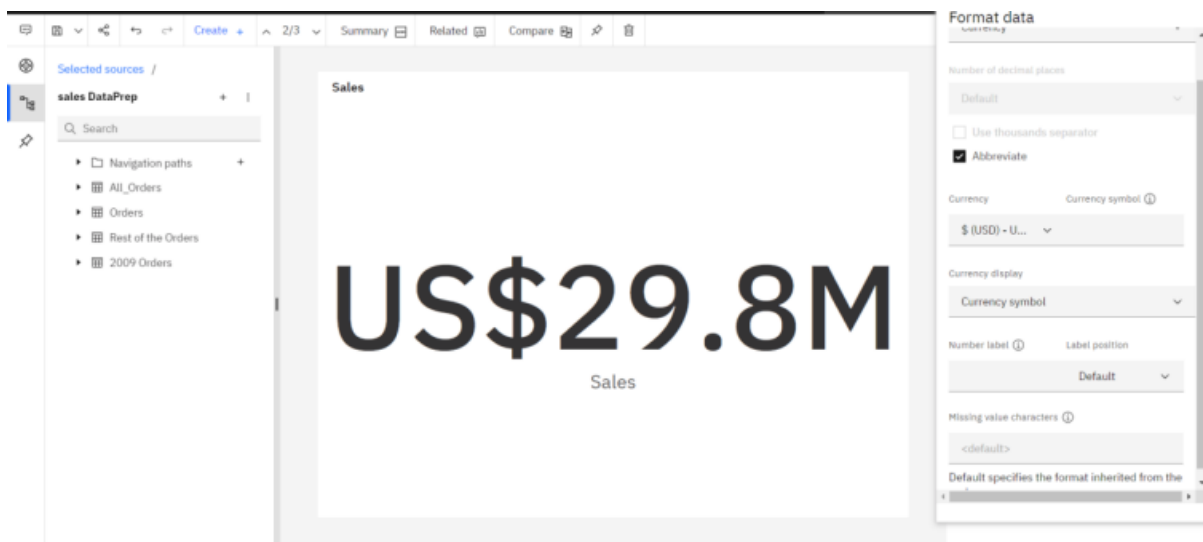 Create + 2/3 Summary Related Compare
Selected sources /
sales DataPrep
Search
Navigation paths
All_Orders
Orders
Rest of the Orders
2009 Orders
Sales
US$29.8M
Sales
Format data
Currency
Number of decimal places
Default
Use thousands separator
Abbreviate
Currency Currency symbol
$ (USD) - U...
Currency display
Currency symbol
Number label Label position
Default
Missing value characters
<default>
Default specifies the format inherited from the